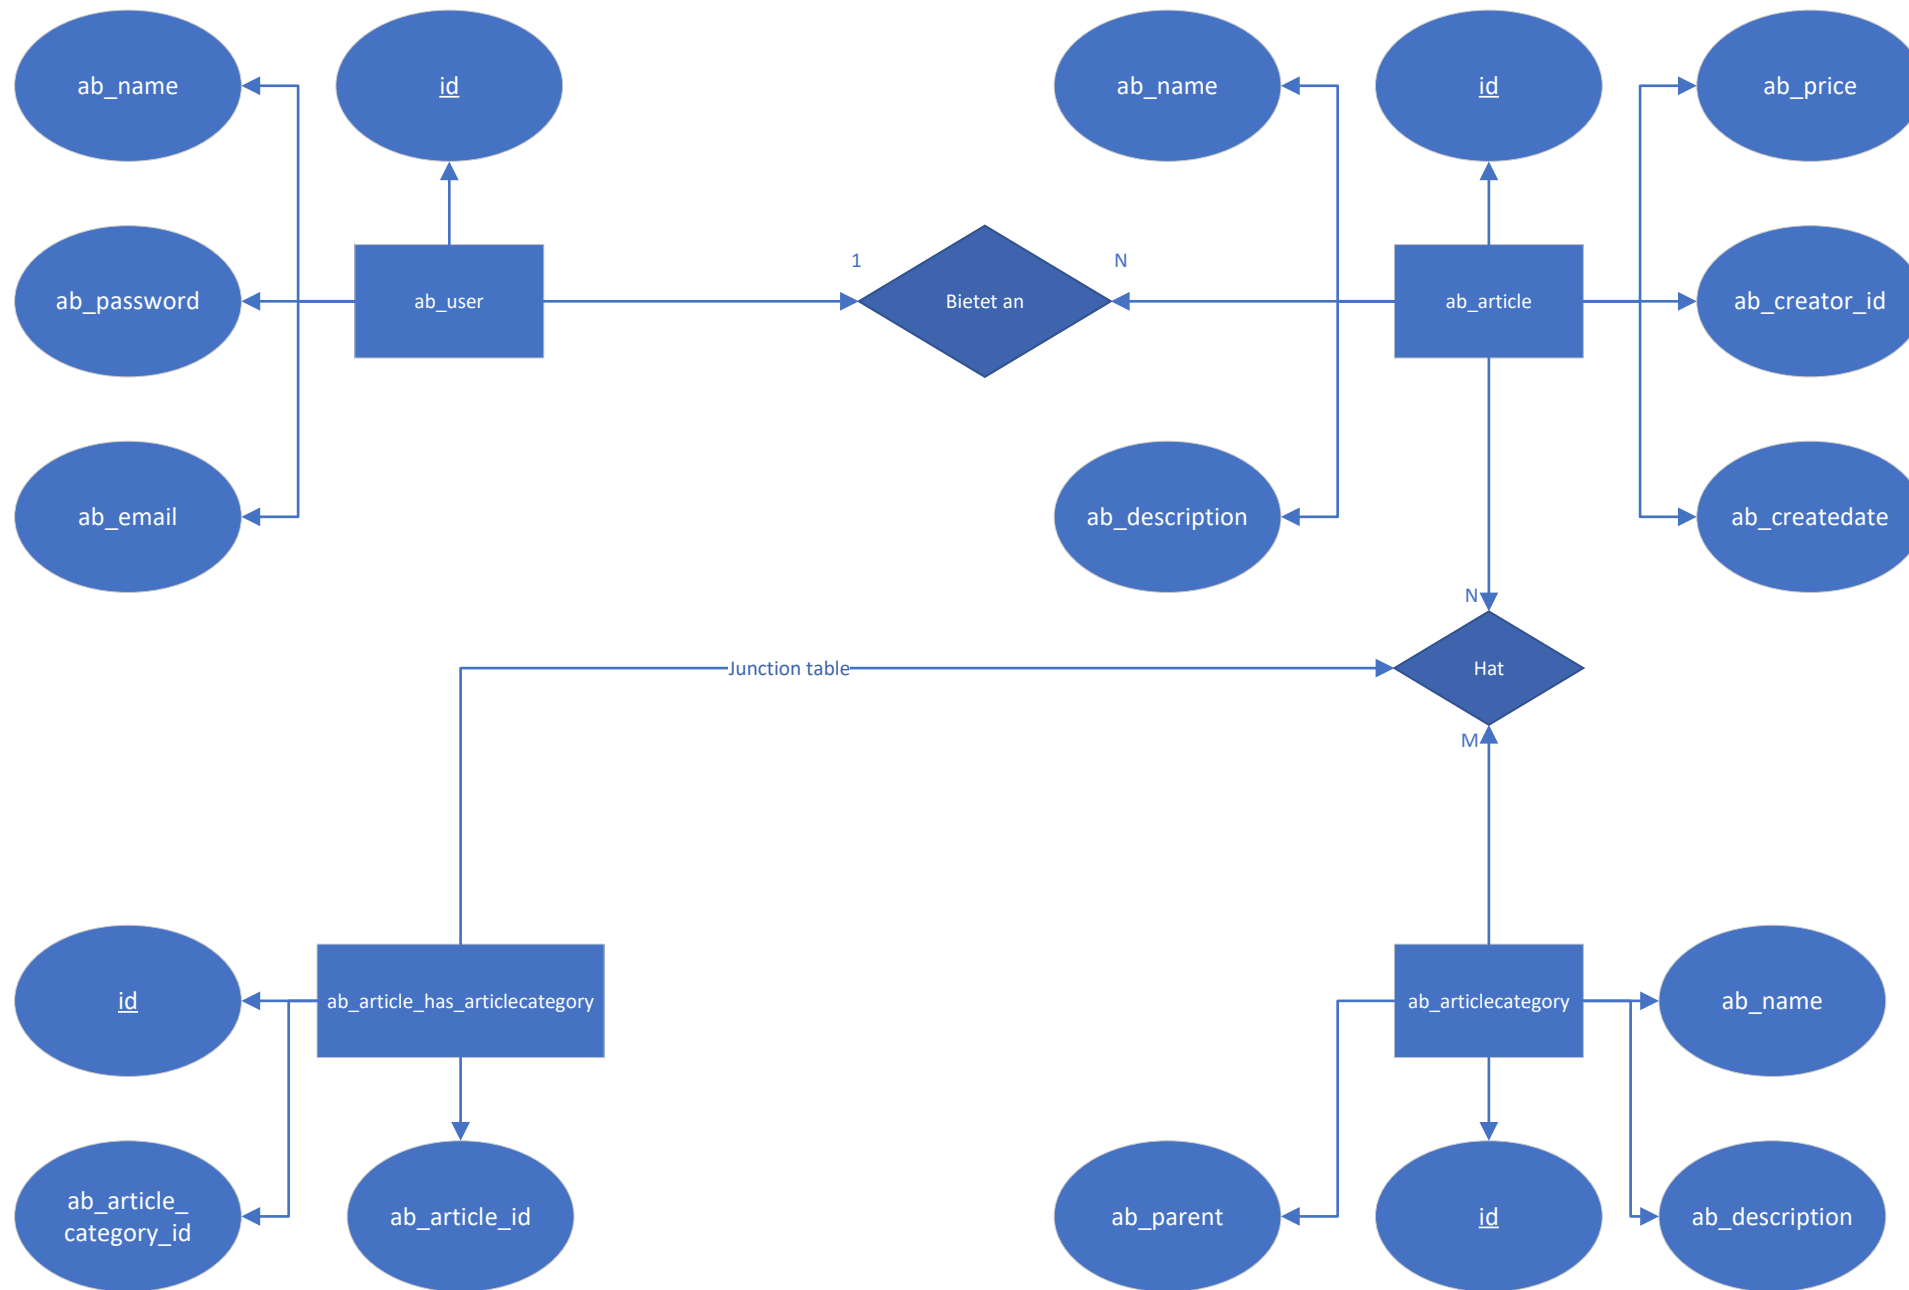 ab_name
id
ab_name
id
ab_price
ab_password
ab_user
1
Bietet an
N
ab_article
ab_creator_id
ab_email
ab_description
ab_createdate
N
Junction table
Hat
M
id
ab_article_has_articlecategory
ab_articlecategory
ab_name
ab_article_
category_id
ab_article_id
ab_parent
id
ab_description